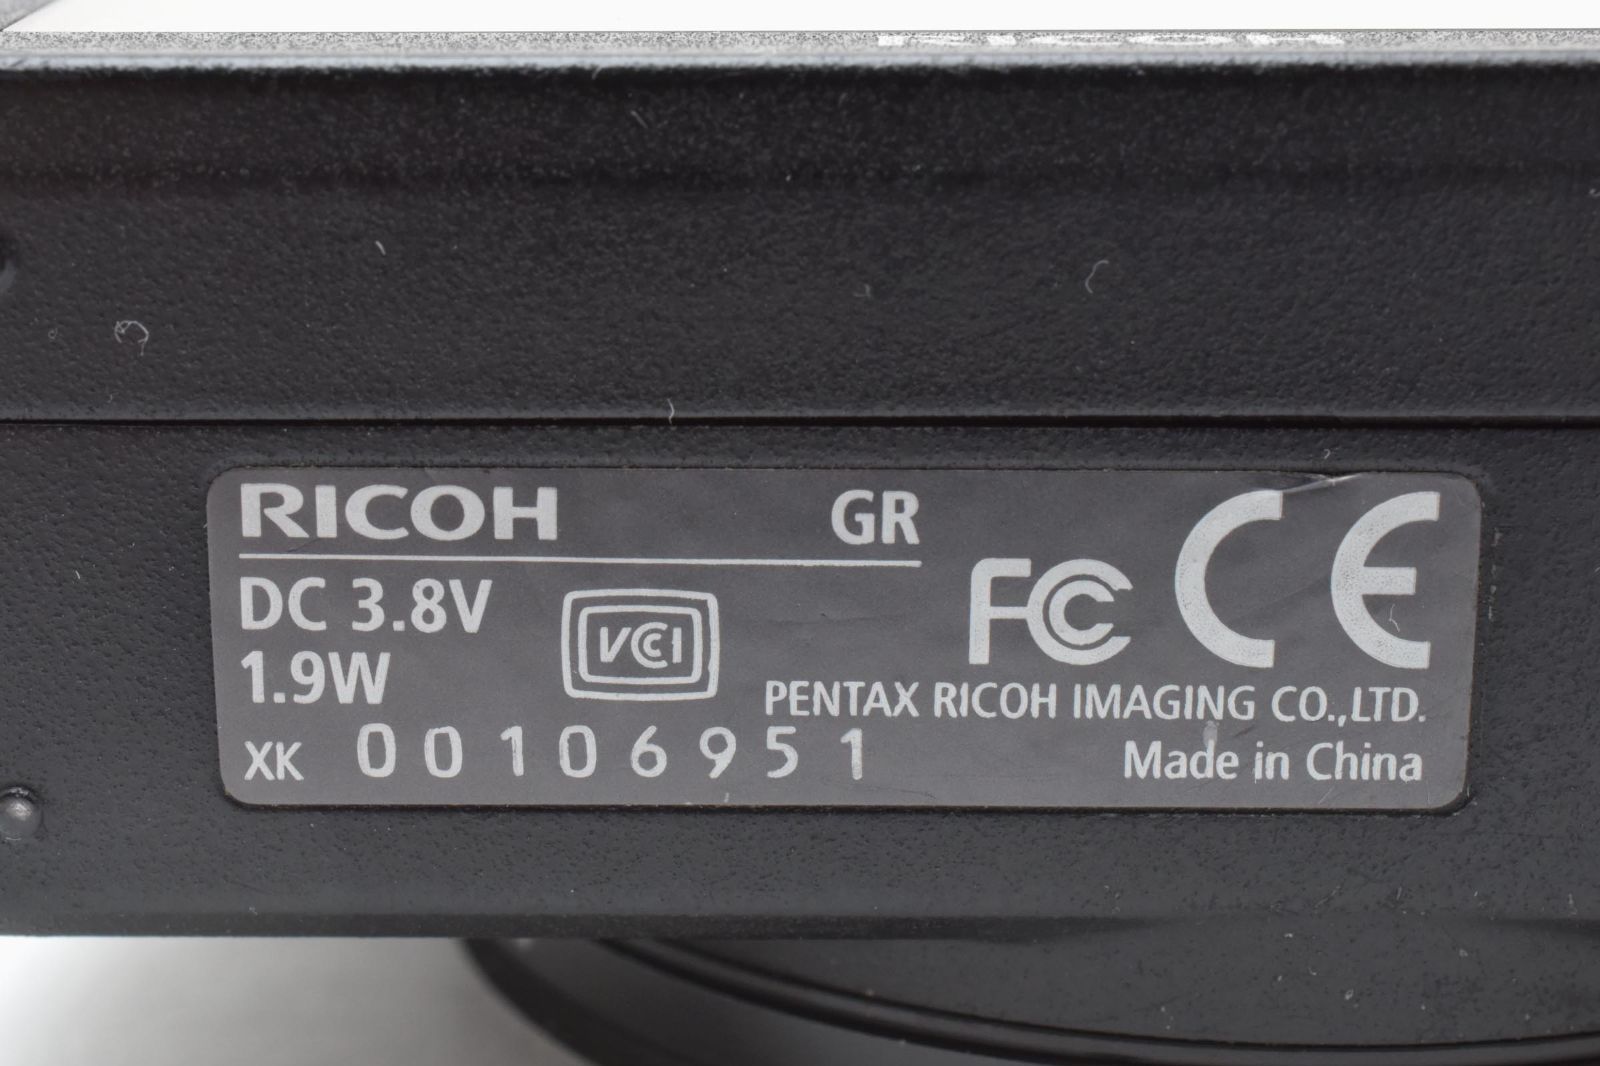 RICOH GR
DC 3.8V
1.9W
VCCI
FC CE
PENTAX RICOH IMAGING CO.,LTD.
XK 00106951
Made in China